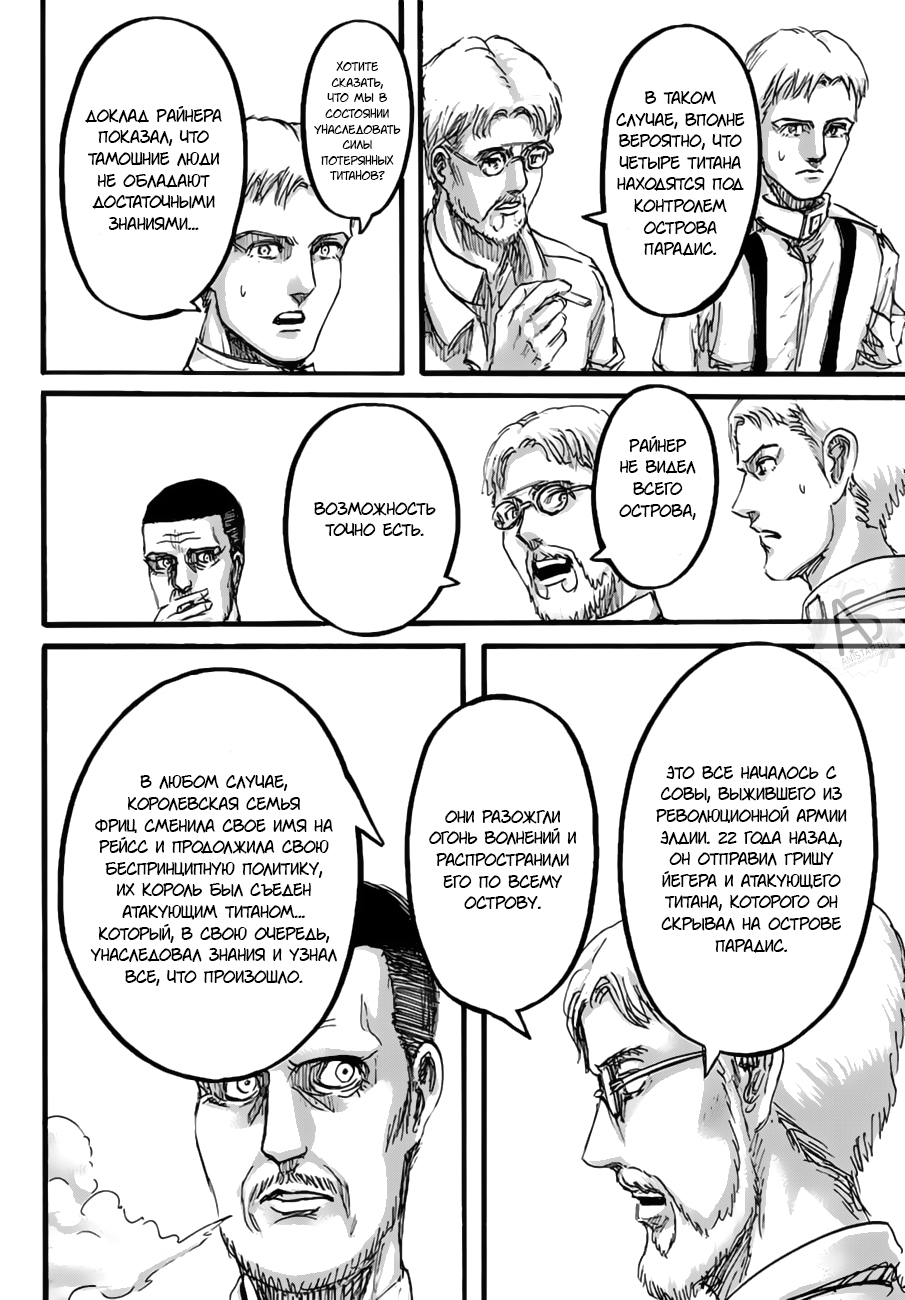 В ТАКОМ
СЛУЧАЕ, ВПОЛНЕ
ВЕРОЯТНО, ЧТО
ЧЕТЫРЕ ТИТАНА
НАХОДЯТСЯ ПОД
КОНТРОЛЕМ
ОСТРОВА
ПАРАДИС.
ХОТИТЕ
СКАЗАТЬ,
ЧТО МЫ В
СОСТОЯНИИ
УНАСЛЕДОВАТЬ
СИЛЫ
ПОТЕРЯННЫХ
ТИТАНОВ?
ДОКЛАД РАЙНЕРА
ПОКАЗАЛ, ЧТО
ТАМОШНИЕ ЛЮДИ
НЕ ОБЛАДАЮТ
ДОСТАТОЧНЫМИ
ЗНАНИЯМИ...
РАЙНЕР
НЕ ВИДЕЛ
ВСЕГО
ОСТРОВА,
ВОЗМОЖНОСТЬ
ТОЧНО ЕСТЬ.
ЭТО ВСЕ НАЧАЛОСЬ С
СОВЫ, ВЫЖИВШЕГО ИЗ
РЕВОЛЮЦИОННОЙ АРМИИ
ЭЛДИИ. 22 ГОДА НАЗАД,
ОН ОТПРАВИЛ ГРИШУ
ЙЕГЕРА И АТАКУЮЩЕГО
ТИТАНА, КОТОРОГО ОН
СКРЫВАЛ НА ОСТРОВЕ
ПАРАДИС.
ОНИ РАЗОЖГЛИ
ОГОНЬ ВОЛНЕНИЙ И
РАСПРОСТРАНИЛИ
ЕГО ПО ВСЕМУ
ОСТРОВУ.
В ЛЮБОМ СЛУЧАЕ,
КОРОЛЕВСКАЯ СЕМЬЯ
ФРИЦ СМЕНИЛА СВОЕ ИМЯ НА
РЕЙСС И ПРОДОЛЖИЛА СВОЮ
БЕСПРИНЦИПНУЮ ПОЛИТИКУ,
ИХ КОРОЛЬ БЫЛ СЪЕДЕН
АТАКУЮЩИМ ТИТАНОМ...
КОТОРЫЙ, В СВОЮ ОЧЕРЕДЬ,
УНАСЛЕДОВАЛ ЗНАНИЯ И УЗНАЛ
ВСЕ, ЧТО ПРОИЗОШЛО.